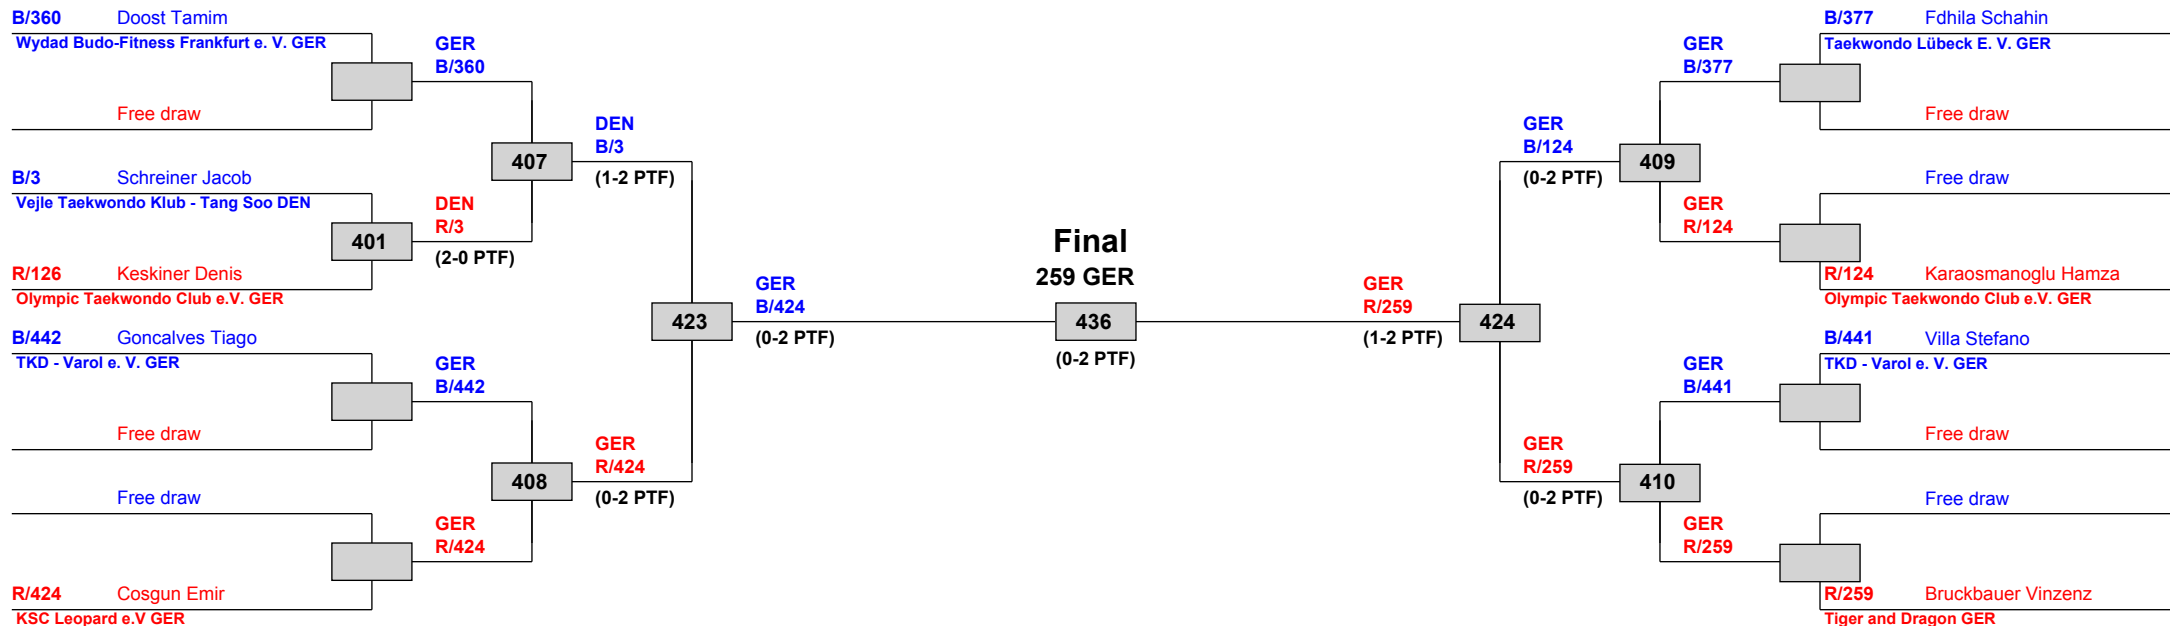 B/360 Doost Tamim
Wydad Budo-Fitness Frankfurt e. V. GER
Free draw
B/3 Schreiner Jacob
Vejle Taekwondo Klub - Tang Soo DEN
R/126 Keskiner Denis
Olympic Taekwondo Club e.V. GER
B/442 Goncalves Tiago
TKD - Varol e. V. GER
Free draw
Free draw
R/424 Cosgun Emir
KSC Leopard e.V GER
401
GER
B/360
DEN
R/3
(2-0 PTF)
GER
B/442
GER
R/424
407
408
DEN
B/3
(1-2 PTF)
GER
R/424
(0-2 PTF)
423
GER
B/424
(0-2 PTF)
Final
259 GER
436
(0-2 PTF)
GER
R/259
(1-2 PTF)
424
GER
B/124
(0-2 PTF)
GER
R/259
(0-2 PTF)
409
410
GER
B/377
GER
R/124
GER
B/441
GER
R/259
B/377 Fdhila Schahin
Taekwondo Lübeck E. V. GER
Free draw
Free draw
R/124 Karaosmanoglu Hamza
Olympic Taekwondo Club e.V. GER
B/441 Villa Stefano
TKD - Varol e. V. GER
Free draw
Free draw
R/259 Bruckbauer Vinzenz
Tiger and Dragon GER